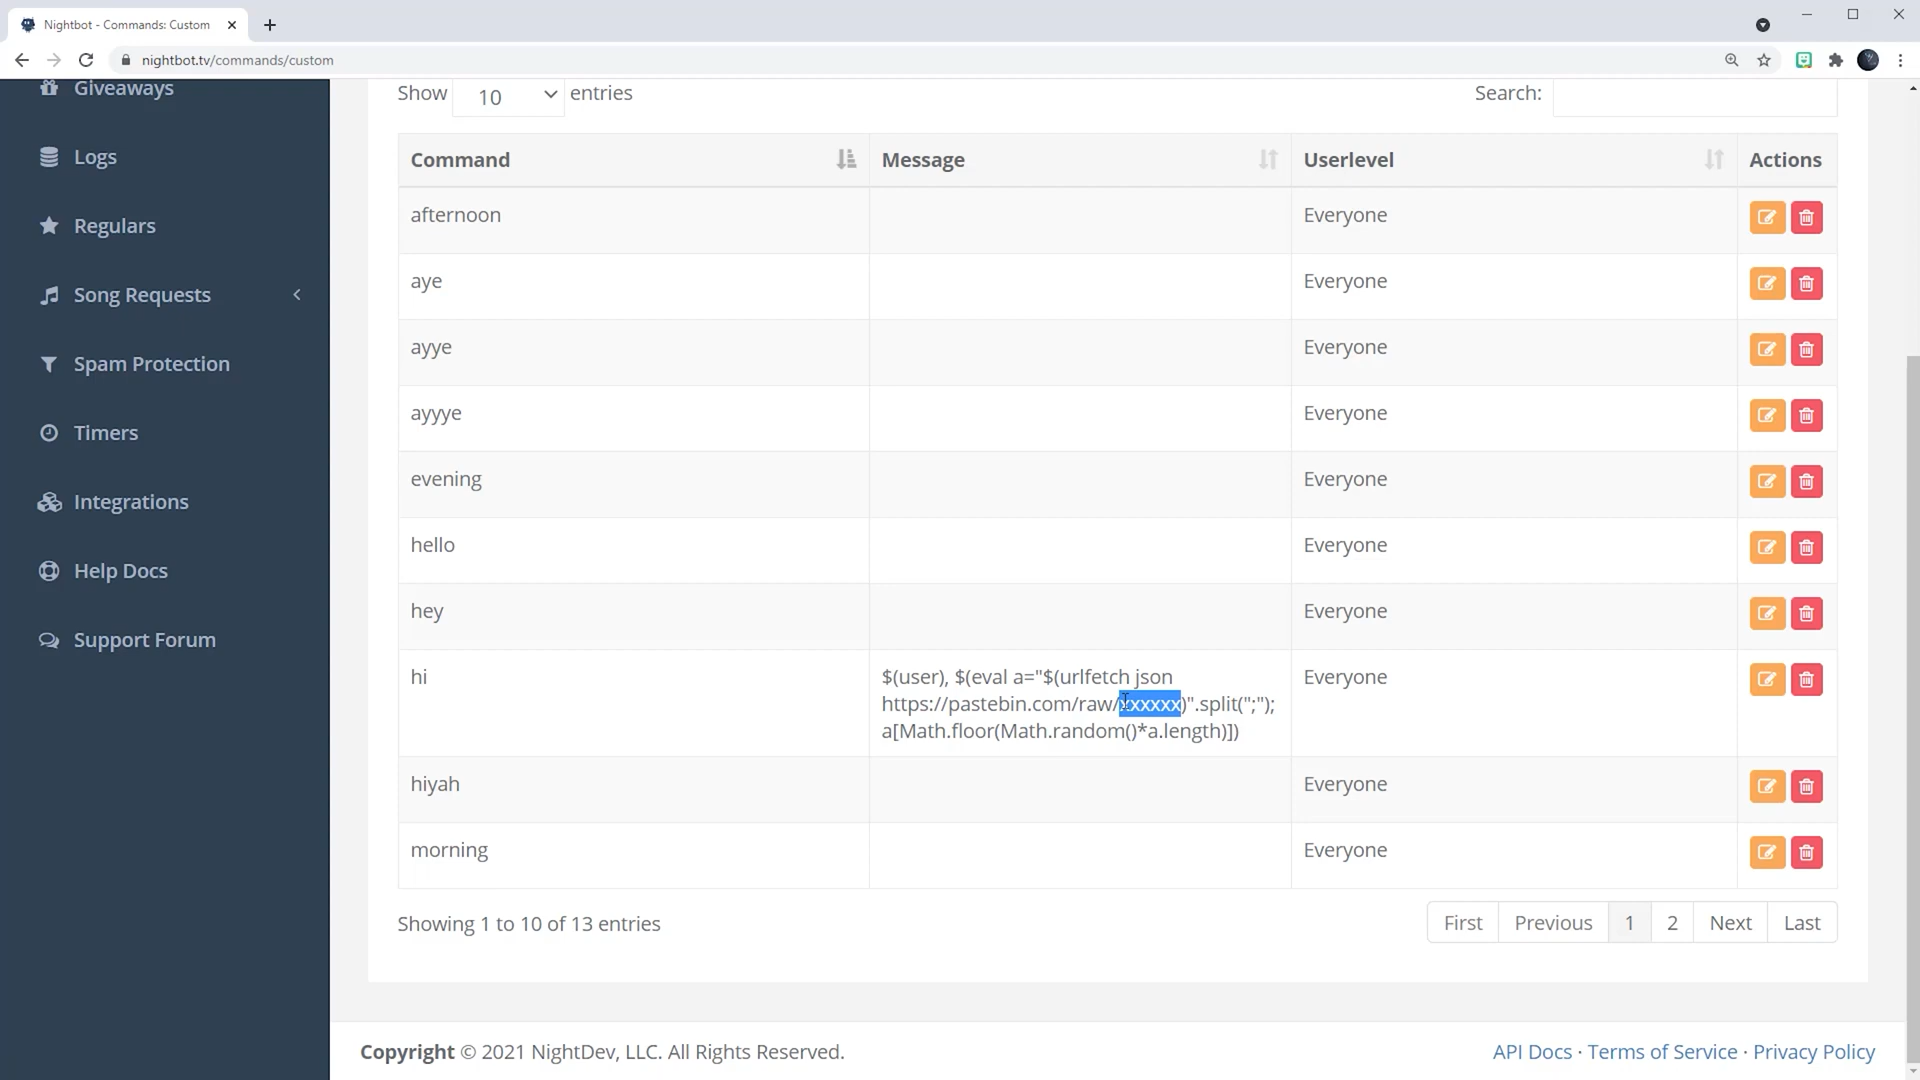 Nightbot - Commands: Custom
nightbot.tv/commands/custom
Giveaways
Logs
Regulars
Song Requests
Spam Protection
Timers
Integrations
Help Docs
Support Forum
Show 10 entries
Search:
Command Message Userlevel Actions
afternoon Everyone
aye Everyone
ayye Everyone
ayyye Everyone
evening Everyone
hello Everyone
hey Everyone
hi $(user), $(eval a="$(urlfetch json Everyone
https://pastebin.com/raw/xxxxxx)".split(";");
a[Math.floor(Math.random()*a.length)])
hiyah Everyone
morning Everyone
Showing 1 to 10 of 13 entries
First Previous 1 2 Next Last
Copyright © 2021 NightDev, LLC. All Rights Reserved.
API Docs · Terms of Service · Privacy Policy